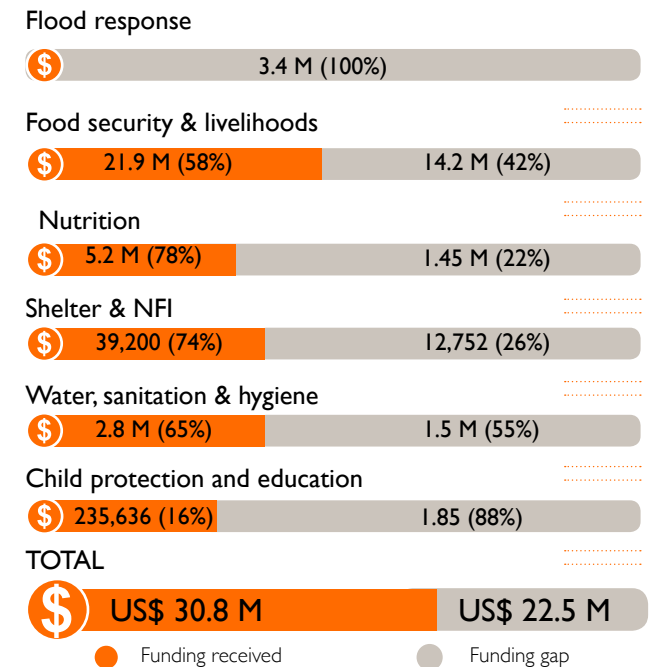 Flood response
$ 3.4 M (100%)
Food security & livelihoods
$ 21.9 M (58%) 14.2 M (42%)
Nutrition
$ 5.2 M (78%) 1.45 M (22%)
Shelter & NFI
$ 39,200 (74%) 12,752 (26%)
Water, sanitation & hygiene
$ 2.8 M (65%) 1.5 M (55%)
Child protection and education
$ 235,636 (16%) 1.85 (88%)
TOTAL
$ US$ 30.8 M US$ 22.5 M
Funding received Funding gap